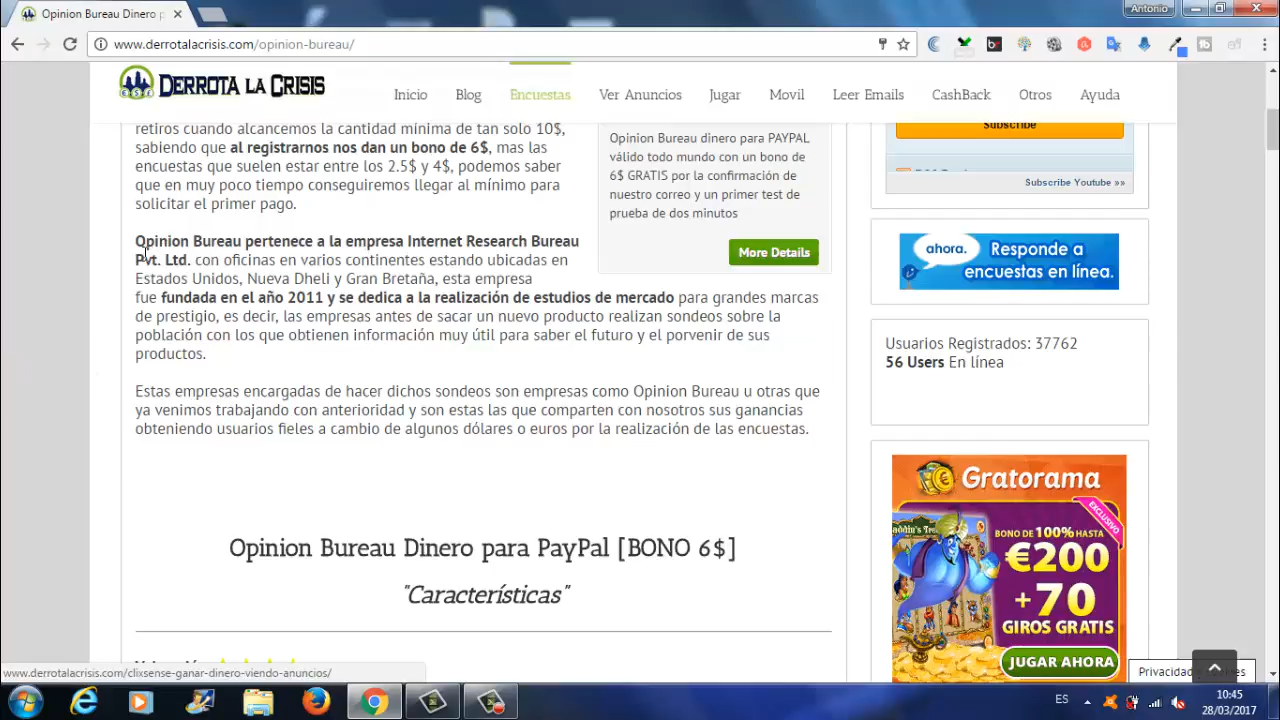 Opinion Bureau Dinero p
Antonio
www.derrotalacrisis.com/opinion-bureau/
DERROTA LA CRISIS
Inicio Blog Encuestas Ver Anuncios Jugar Movil Leer Emails CashBack Otros Ayuda
retiros cuando alcancenos la cantidad mínima de tan solo 10$,
sabiendo que al registrarnos nos dan un bono de 6$, mas las
encuestas que suelen estar entre los 2.5$ y 4$, podemos saber
que en muy poco tiempo conseguiremos llegar al mínimo para
solicitar el primer pago.
Opinion Bureau dinero para PAYPAL
válido todo mundo con un bono de
6$ GRATIS por la confirmación de
nuestro correo y un primer test de
prueba de dos minutos
More Details
Opinion Bureau pertenece a la empresa Internet Research Bureau
Pvt. Ltd. con oficinas en varios continentes estando ubicadas en
Estados Unidos, Nueva Dheli y Gran Bretaña, esta empresa
fue fundada en el año 2011 y se dedica a la realización de estudios de mercado para grandes marcas
de prestigio, es decir, las empresas antes de sacar un nuevo producto realizan sondeos sobre la
población con los que obtienen información muy útil para saber el futuro y el porvenir de sus
productos.
Estas empresas encargadas de hacer dichos sondeos son empresas como Opinion Bureau u otras que
ya venimos trabajando con anterioridad y son estas las que comparten con nosotros sus ganancias
obteniendo usuarios fieles a cambio de algunos dólares o euros por la realización de las encuestas.
Opinion Bureau Dinero para PayPal [BONO 6$]
"Características"
Subscribe
Subscribe Youtube »»
ahora.
Responde a
encuestas en línea.
Usuarios Registrados: 37762
56 Users En línea
Gratorama
EXCLUSIVO
BONO DE 100% HASTA
€200
+70
GIROS GRATIS
JUGAR AHORA
www.derrotalacrisis.com/clixsense-ganar-dinero-viendo-anuncios/
ES
10:45
28/03/2017